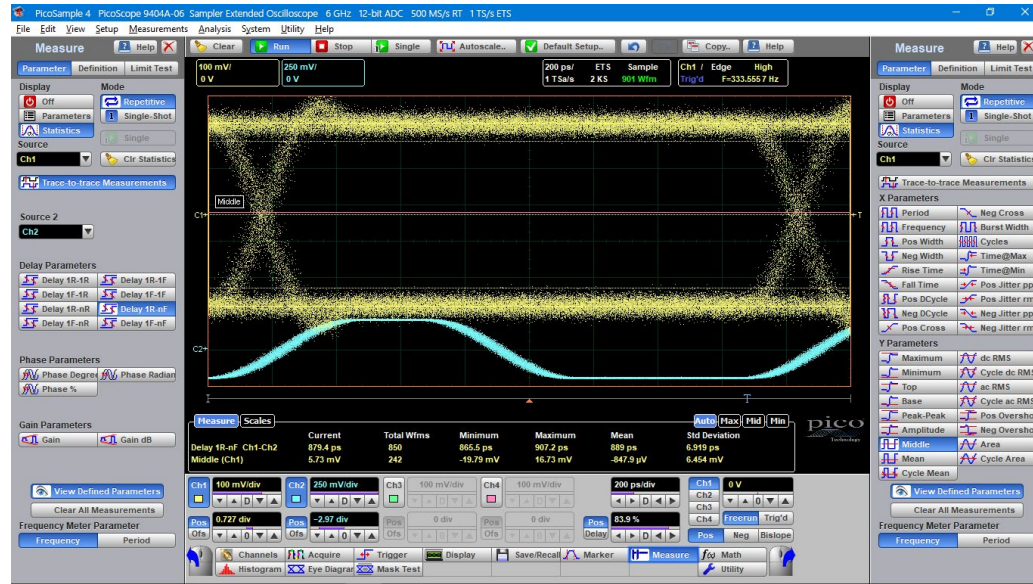 PicoSample 4 PicoScope 9404A-06 Sampler Extended Oscilloscope 6 GHz 12-bit ADC 500 MS/s RT 1 TS/s ETS
File Edit View Setup Measurements Analysis System Utility Help
Measure Help
Clear Run Stop Single Autoscale.. Default Setup.. Copy.. Help
Measure Help
Parameter Definition Limit Test
Display Mode
Off Repetitive
Parameters Single-Shot
Statistics Single
Source
Ch1 Clr Statistics
Trace-to-trace Measurements
Source 2
Ch2
Delay Parameters
Delay 1R-1R Delay 1R-1F
Delay 1F-1R Delay 1F-1F
Delay 1R-nR Delay 1R-nF
Delay 1F-nR Delay 1F-nF
Phase Parameters
Phase Degre Phase Radian
Phase %
Gain Parameters
Gain Gain dB
View Defined Parameters
Clear All Measurements
Frequency Meter Parameter
Frequency Period
100 mV/ 250 mV/
0 V 0 V
200 ps/ ETS Sample
1 TSa/s 2 KS 901 Wfm
Ch1 / Edge High
Trig'd F=333.5557 Hz
Middle
C1+
T
C2+
T
Measure Scales Auto Max Mid Min
pico
Technology
Current Total Wfms Minimum Maximum Mean Std Deviation
Delay 1R-nF Ch1-Ch2 879.4 ps 850 865.5 ps 907.2 ps 889 ps 6.919 ps
Middle (Ch1) 5.73 mV 242 -19.79 mV 16.73 mV -847.9 µV 6.454 mV
Ch1 100 mV/div Ch2 250 mV/div Ch3 100 mV/div Ch4 100 mV/div 200 ps/div Ch1 0 V
D D D D D Ch2 0
Ch3
Pos 0.727 div Pos -2.97 div Pos 0 div Pos 0 div Pos 83.9 % Ch4 Freerun Trig'd
Ofs 0 Ofs 0 Ofs 0 Ofs 0 Delay D Pos Neg Bislope
Channels Acquire Trigger Display Save/Recall Marker Measure Math
Histogram Eye Diagram Mask Test Utility
Parameter Definition Limit Test
Display Mode
Off Repetitive
Parameters Single-Shot
Statistics Single
Source
Ch1 Clr Statistics
Trace-to-trace Measurements
X Parameters
Period Neg Cross
Frequency Burst Width
Pos Width Cycles
Neg Width Time@Max
Rise Time Time@Min
Fall Time Pos Jitter pp
Pos DCycle Pos Jitter rm
Neg DCycle Neg Jitter pp
Pos Cross Neg Jitter rm
Y Parameters
Maximum dc RMS
Minimum Cycle dc RMS
Top ac RMS
Base Cycle ac RMS
Peak-Peak Pos Oversho
Amplitude Neg Oversho
Middle Area
Mean Cycle Area
Cycle Mean
View Defined Parameters
Clear All Measurements
Frequency Meter Parameter
Frequency Period